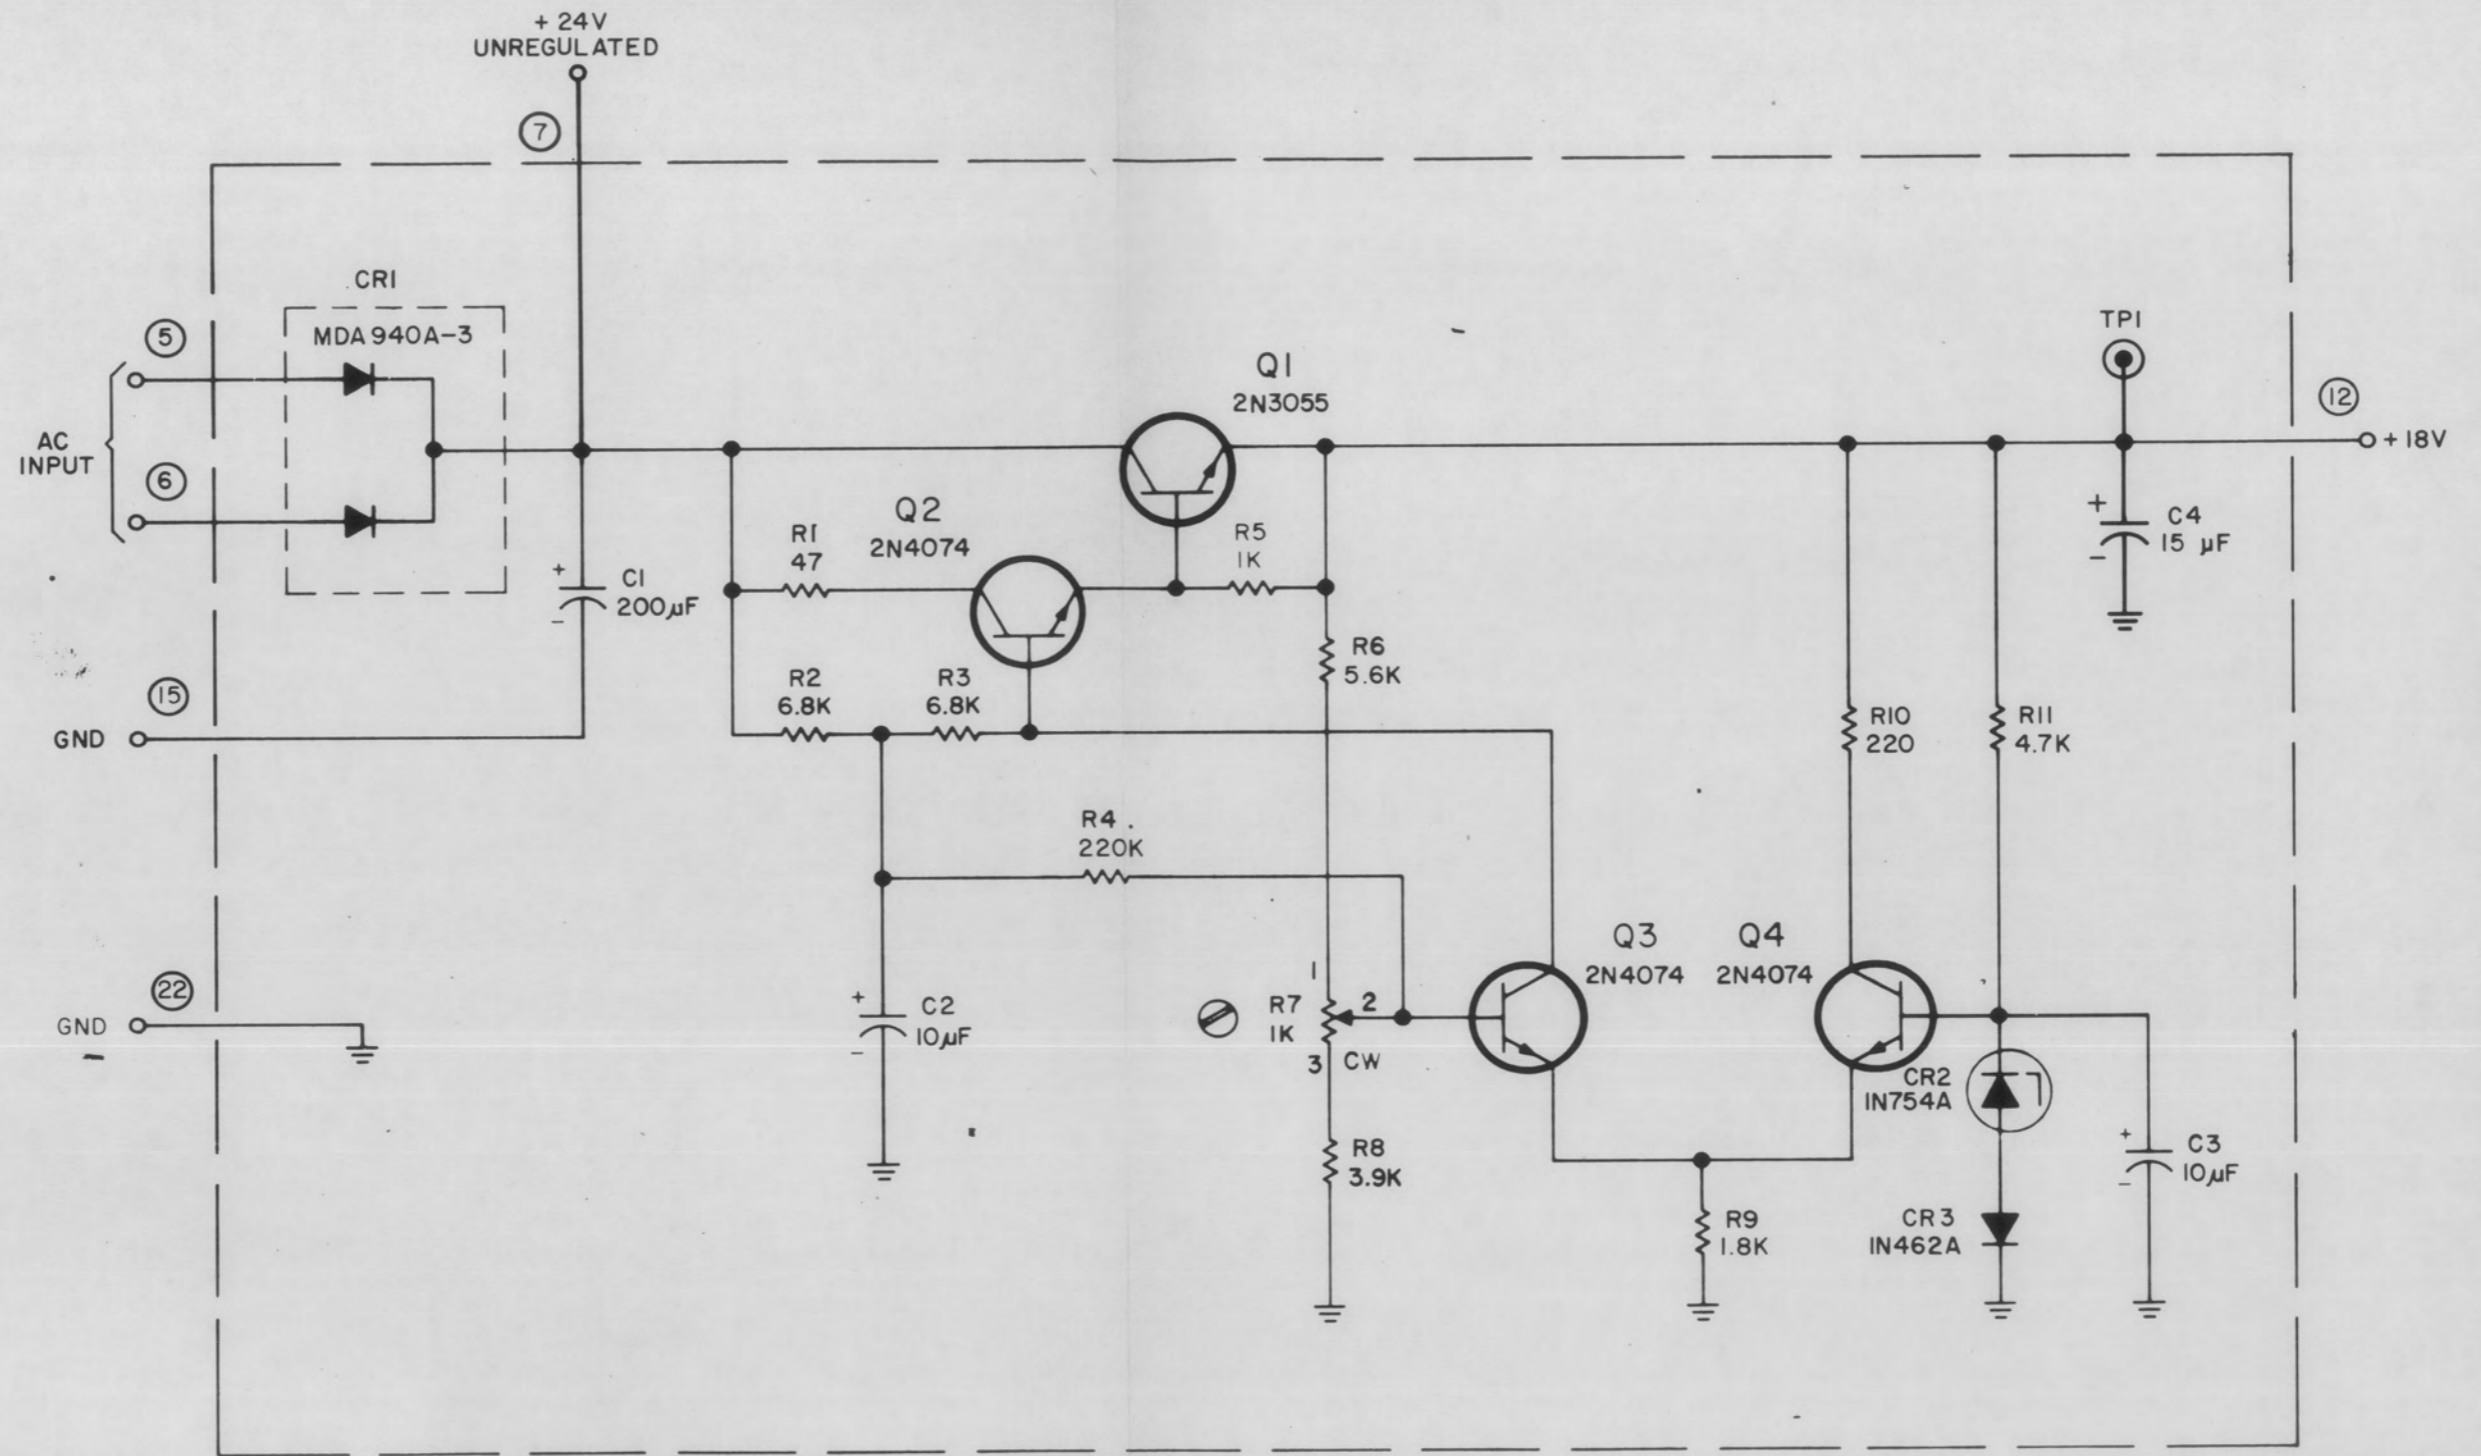 + 24V
UNREGULATED
7
CR1
MDA940A-3
5
AC
INPUT
6
C1
200µF
+
-
15
GND
22
GND
R1
47
Q2
2N4074
R2
6.8K
R3
6.8K
Q1
2N3055
R5
1K
R6
5.6K
R4
220K
+
-
C2
10µF
1
R7
1K
2
3
CW
R8
3.9K
Q3
2N4074
Q4
2N4074
R9
1.8K
R10
220
R11
4.7K
CR2
IN754A
CR3
IN462A
+
-
C3
10µF
TP1
12
+ 18V
+
-
C4
15 µF